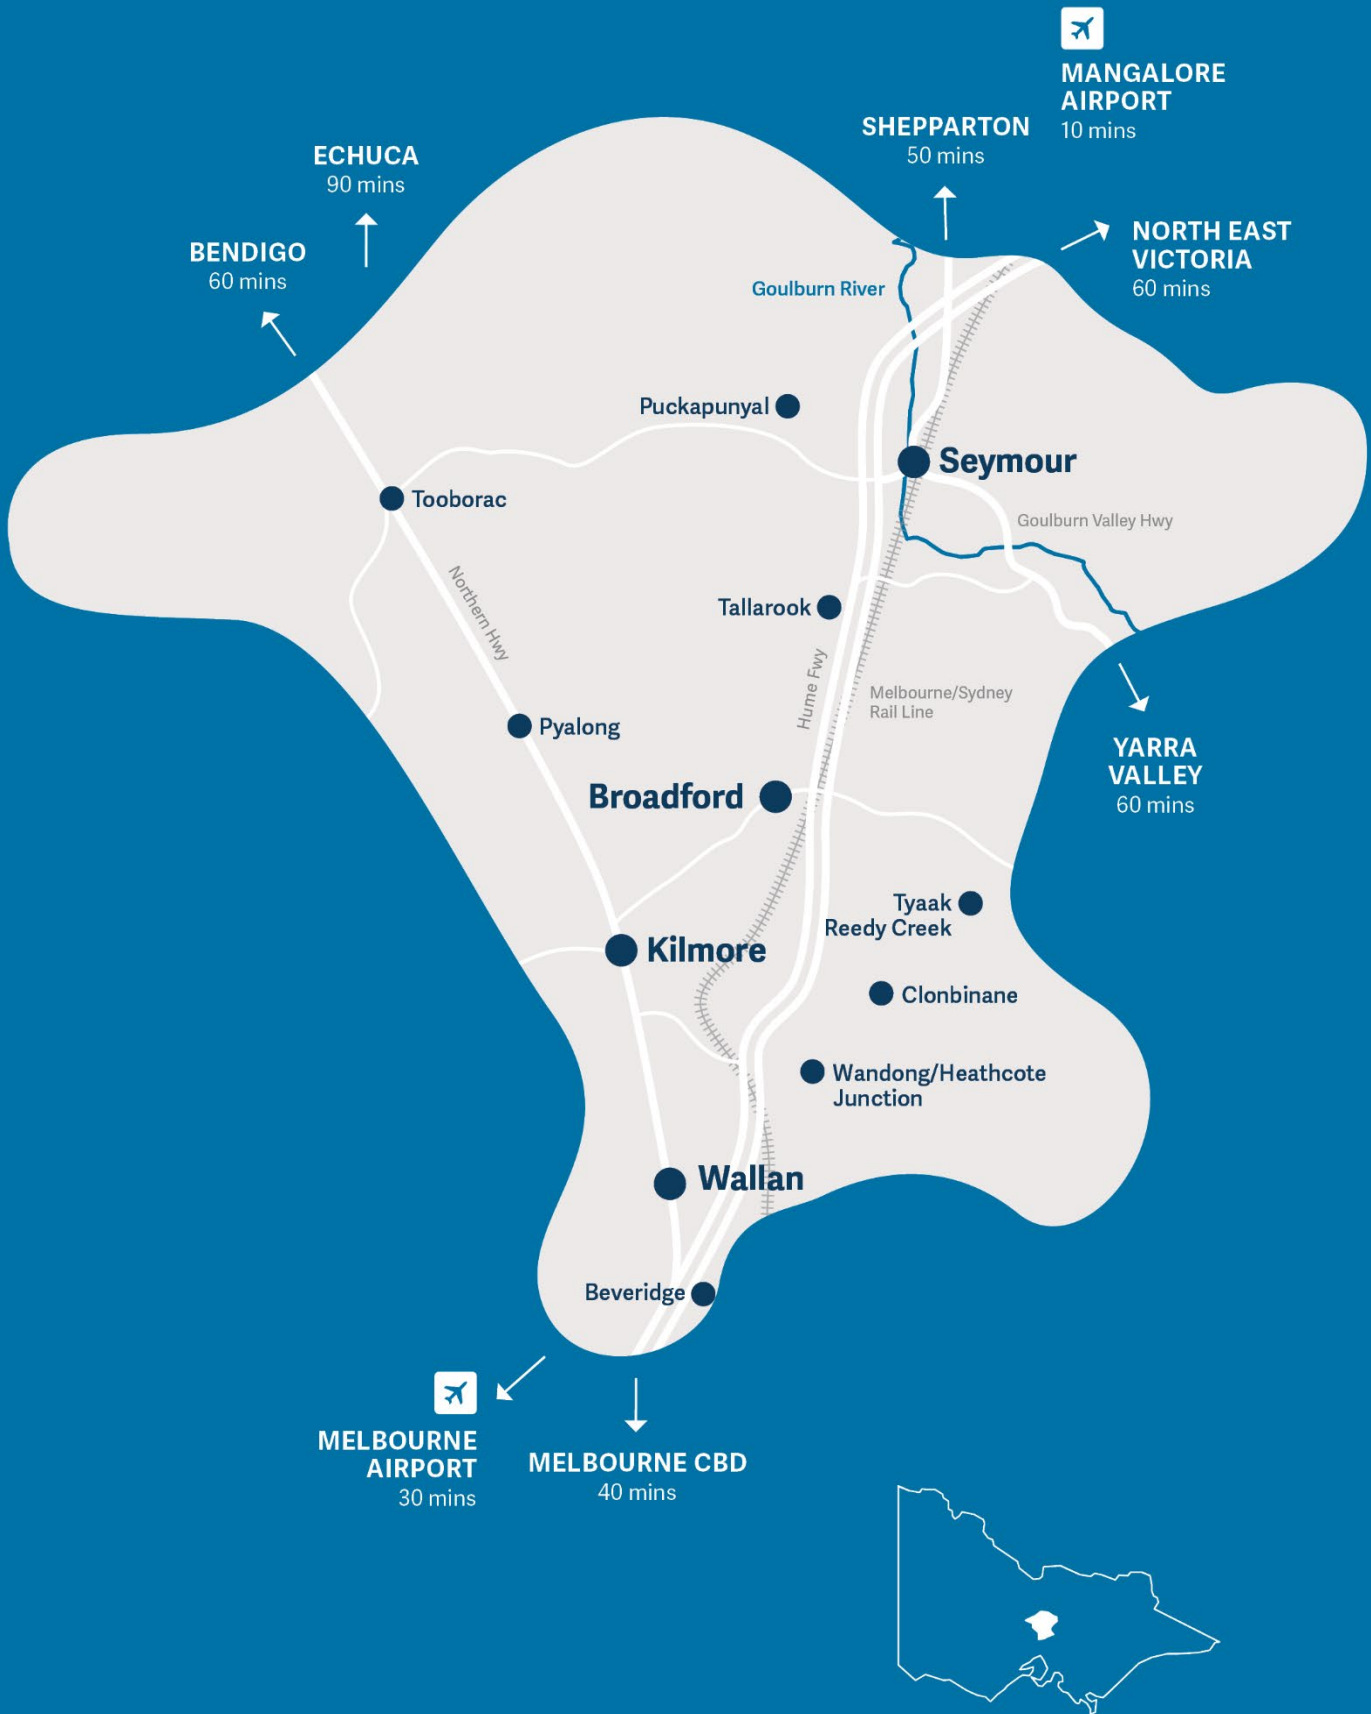 MANGALORE
AIRPORT
10 mins
SHEPPARTON
50 mins
ECHUCA
90 mins
NORTH EAST
VICTORIA
60 mins
BENDIGO
60 mins
Goulburn River
Puckapunyal
Seymour
Tooborac
Goulburn Valley Hwy
Northern Hwy
Tallarook
Hume Fwy
Melbourne/Sydney
Rail Line
Pyalong
YARRA
VALLEY
60 mins
Broadford
Tyaak
Reedy Creek
Kilmore
Clonbinane
Wandong/Heathcote
Junction
Wallan
Beveridge
MELBOURNE
AIRPORT
30 mins
MELBOURNE CBD
40 mins